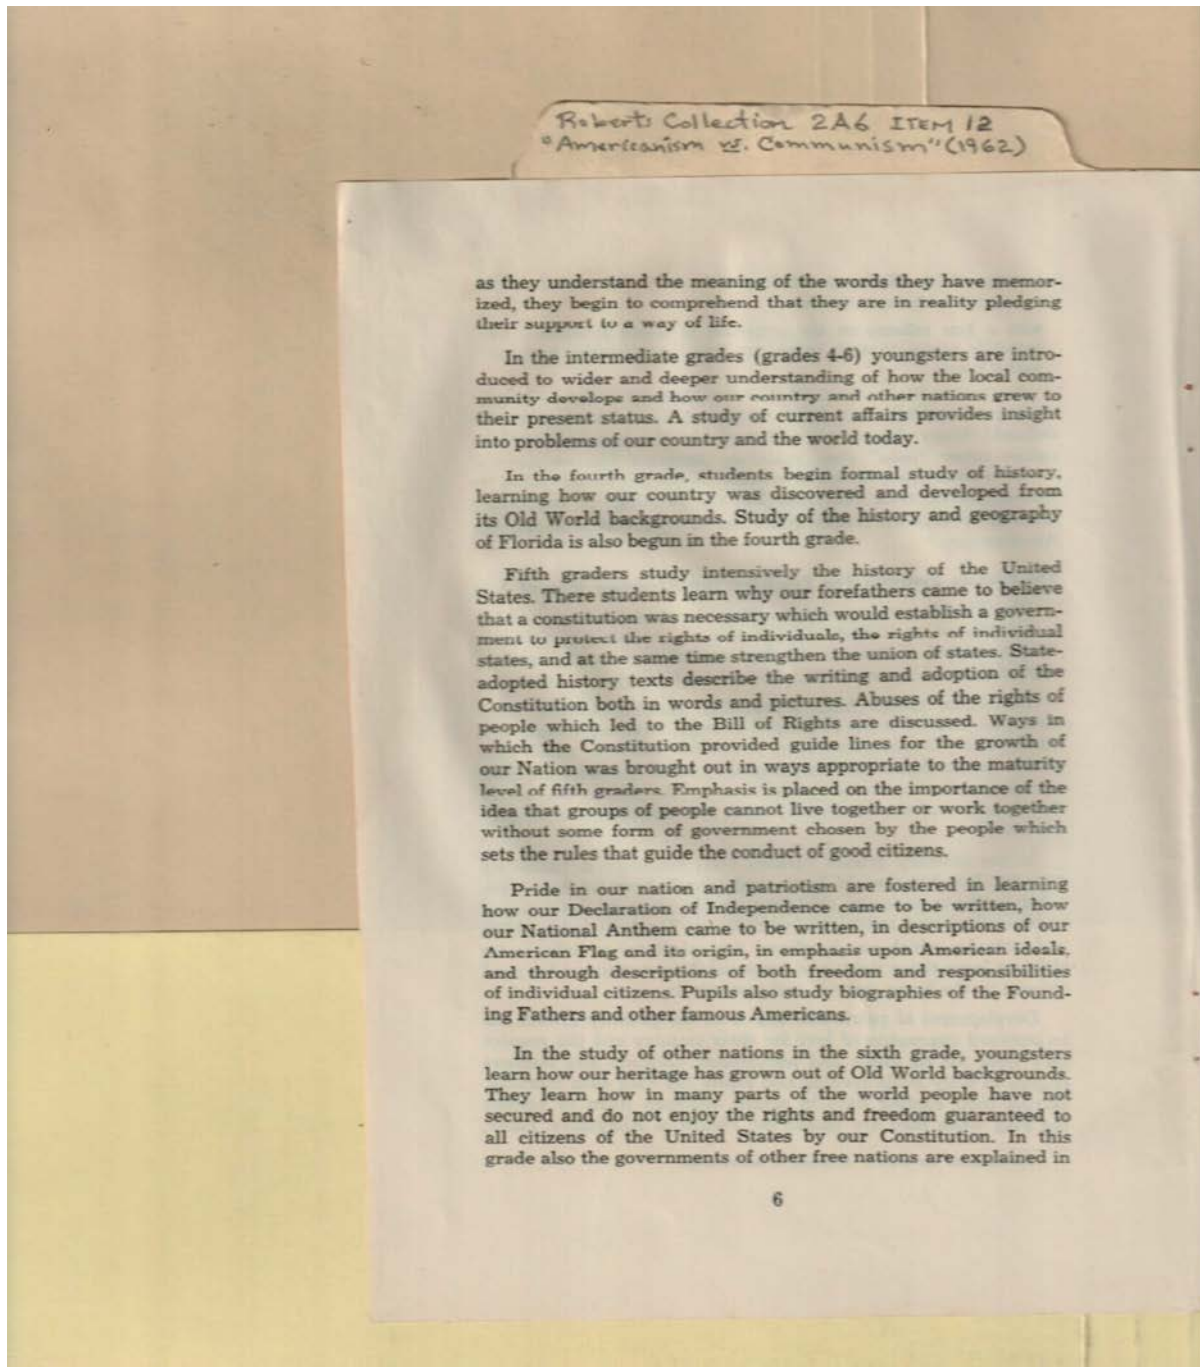 Roberts Collection 2A6 ITEM 12
"Americanism vs. Communism" (1962)
as they understand the meaning of the words they have memor-
ized, they begin to comprehend that they are in reality pledging
their support to a way of life.
In the intermediate grades (grades 4-6) youngsters are intro-
duced to wider and deeper understanding of how the local com-
munity develops and how our country and other nations grew to
their present status. A study of current affairs provides insight
into problems of our country and the world today.
In the fourth grade, students begin formal study of history,
learning how our country was discovered and developed from
its Old World backgrounds. Study of the history and geography
of Florida is also begun in the fourth grade.
Fifth graders study intensively the history of the United
States. There students learn why our forefathers came to believe
that a constitution was necessary which would establish a govern-
ment to protect the rights of individuals, the rights of individual
states, and at the same time strengthen the union of states. State-
adopted history texts describe the writing and adoption of the
Constitution both in words and pictures. Abuses of the rights of
people which led to the Bill of Rights are discussed. Ways in
which the Constitution provided guide lines for the growth of
our Nation was brought out in ways appropriate to the maturity
level of fifth graders. Emphasis is placed on the importance of the
idea that groups of people cannot live together or work together
without some form of government chosen by the people which
sets the rules that guide the conduct of good citizens.
Pride in our nation and patriotism are fostered in learning
how our Declaration of Independence came to be written, how
our National Anthem came to be written, in descriptions of our
American Flag and its origin, in emphasis upon American ideals,
and through descriptions of both freedom and responsibilities
of individual citizens. Pupils also study biographies of the Found-
ing Fathers and other famous Americans.
In the study of other nations in the sixth grade, youngsters
learn how our heritage has grown out of Old World backgrounds.
They learn how in many parts of the world people have not
secured and do not enjoy the rights and freedom guaranteed to
all citizens of the United States by our Constitution. In this
grade also the governments of other free nations are explained in
6